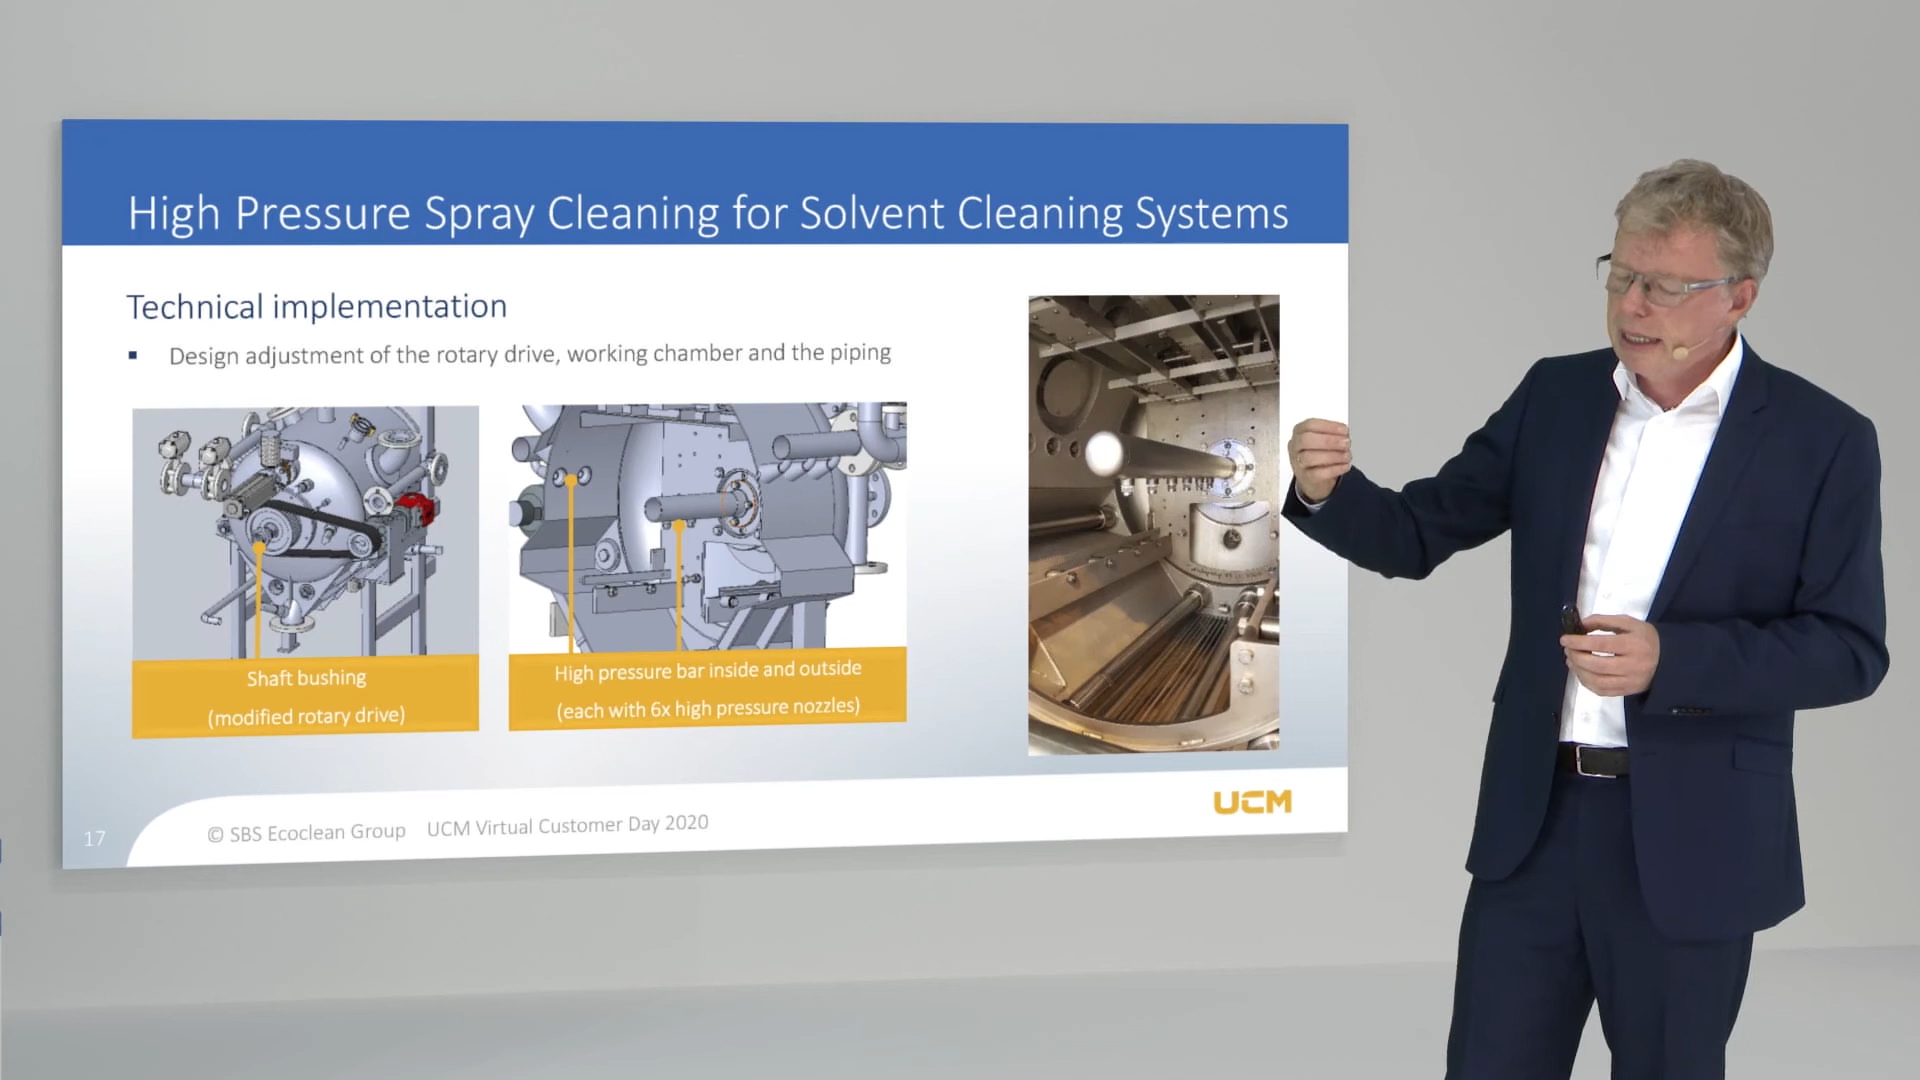 High Pressure Spray Cleaning for Solvent Cleaning Systems
Technical implementation
▪ Design adjustment of the rotary drive, working chamber and the piping
Shaft bushing
(modified rotary drive)
High pressure bar inside and outside
(each with 6x high pressure nozzles)
UCM
17
© SBS Ecoclean Group UCM Virtual Customer Day 2020